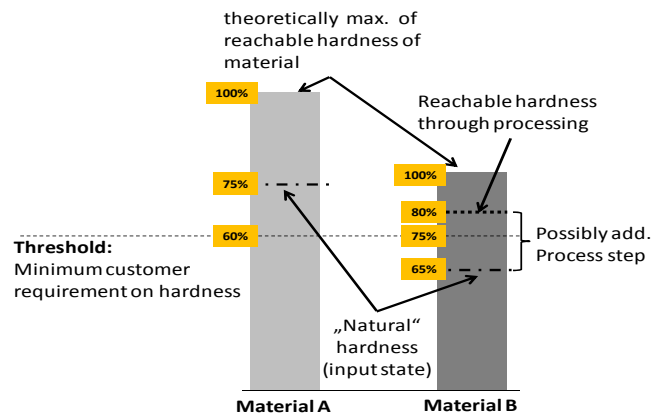 theoretically max. of
reachable hardness of
material
100%
Reachable hardness
through processing
100%
75%
80%
60%
75%
Threshold:
Minimum customer
requirement on hardness
65%
Possibly add.
Process step
„Natural“
hardness
(input state)
Material A
Material B